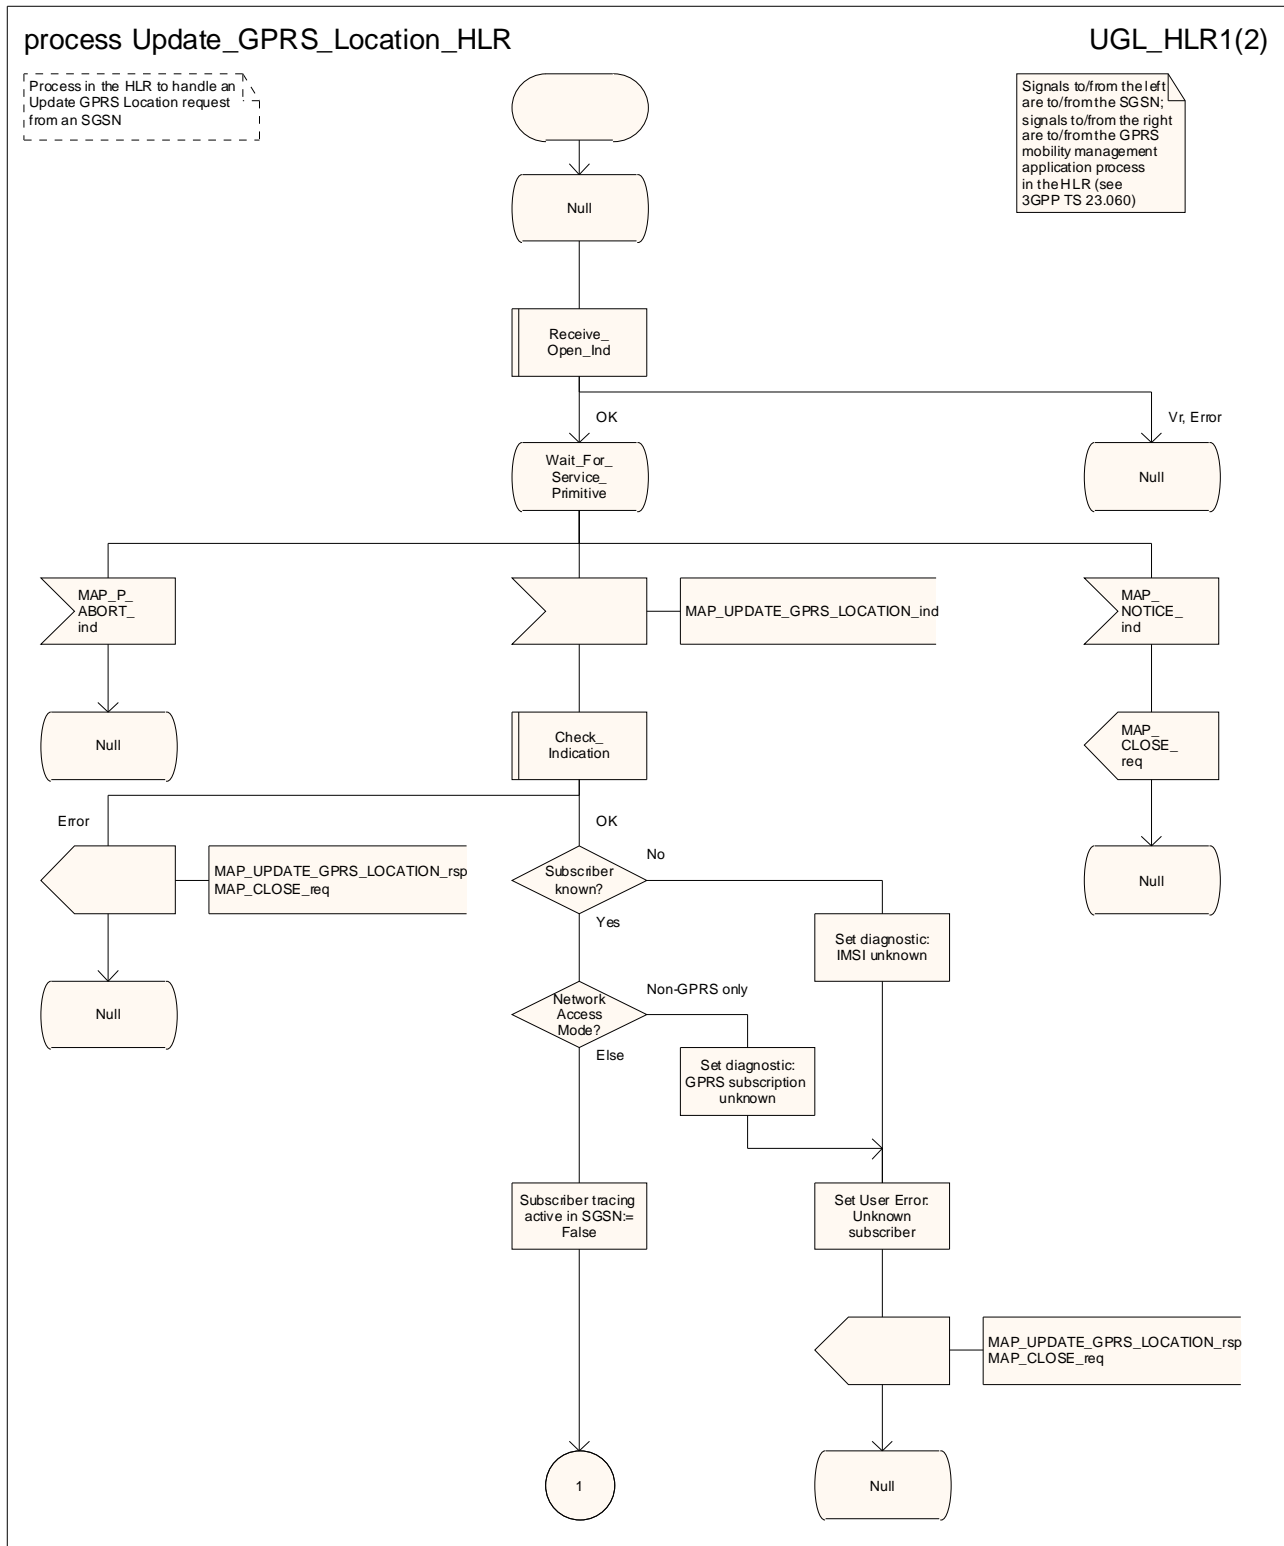 process Update_GPRS_Location_HLR
UGL_HLR1(2)
Process in the HLR to handle an
Update GPRS Location request
from an SGSN
Signals to/from the left
are to/from the SGSN;
signals to/from the right
are to/from the GPRS
mobility management
application process
in the HLR (see
3GPP TS 23.060)
Null
Receive_
Open_Ind
OK
Vr, Error
Wait_For_
Service_
Primitive
Null
MAP_P_
ABORT_
ind
MAP_UPDATE_GPRS_LOCATION_ind
MAP_
NOTICE_
ind
Null
Check_
Indication
MAP_
CLOSE_
req
Error
OK
MAP_UPDATE_GPRS_LOCATION_rsp
MAP_CLOSE_req
Subscriber
known?
No
Yes
Null
Set diagnostic:
IMSI unknown
Null
Network
Access
Mode?
Non-GPRS only
Else
Set diagnostic:
GPRS subscription
unknown
Subscriber tracing
active in SGSN:=
False
Set User Error:
Unknown
subscriber
MAP_UPDATE_GPRS_LOCATION_rsp
MAP_CLOSE_req
1
Null